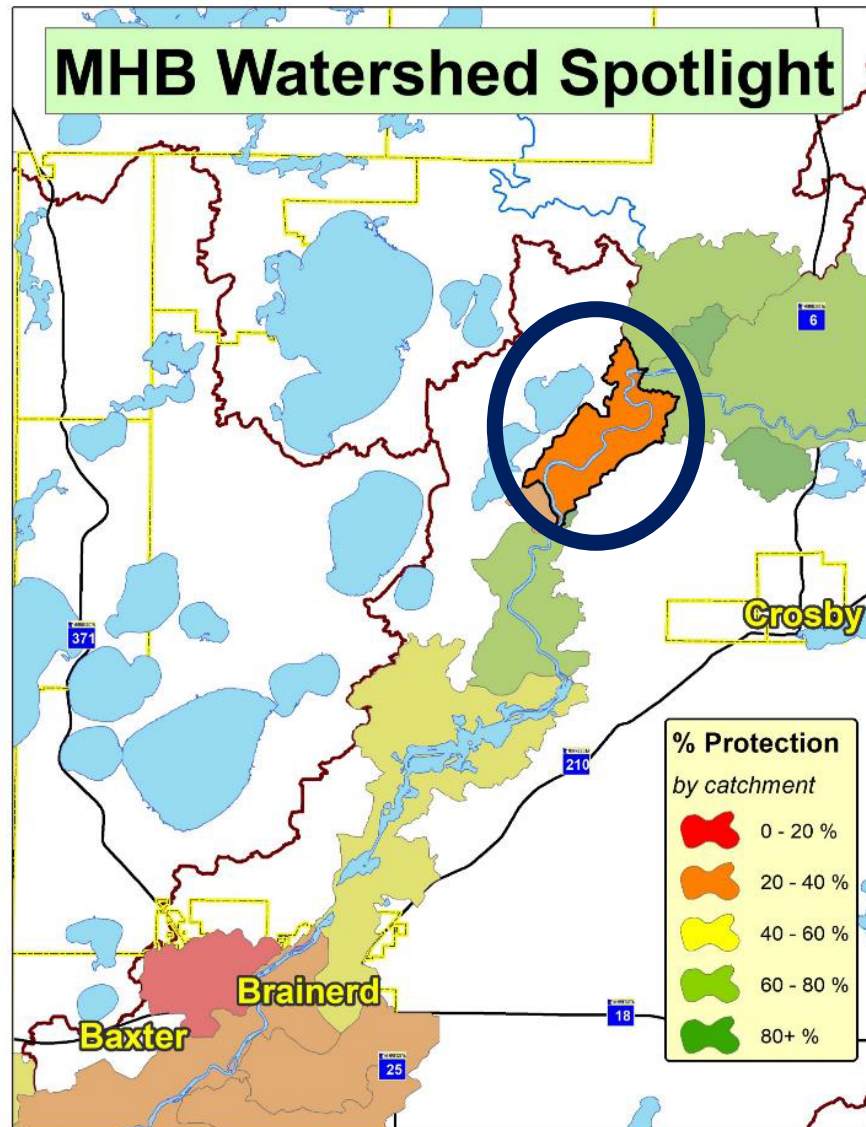 MHB Watershed Spotlight
6
Crosby
371
210
% Protection
by catchment
0 - 20 %
20 - 40 %
40 - 60 %
60 - 80 %
80+ %
Brainerd
Baxter
18
25